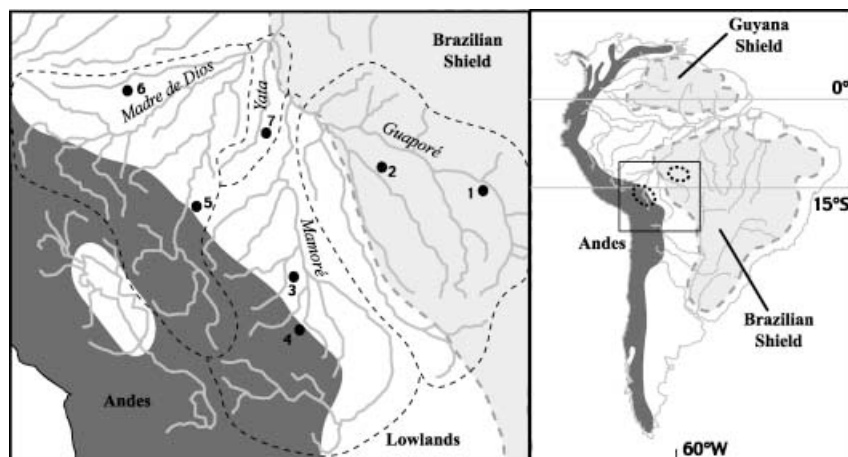 Brazilian
Shield
6
Madre de Dios
Yata
7
Guaporé
2
1
5
Mamoré
3
4
Andes
Lowlands
Guyana
Shield
0°
15°S
Andes
Brazilian
Shield
60°W